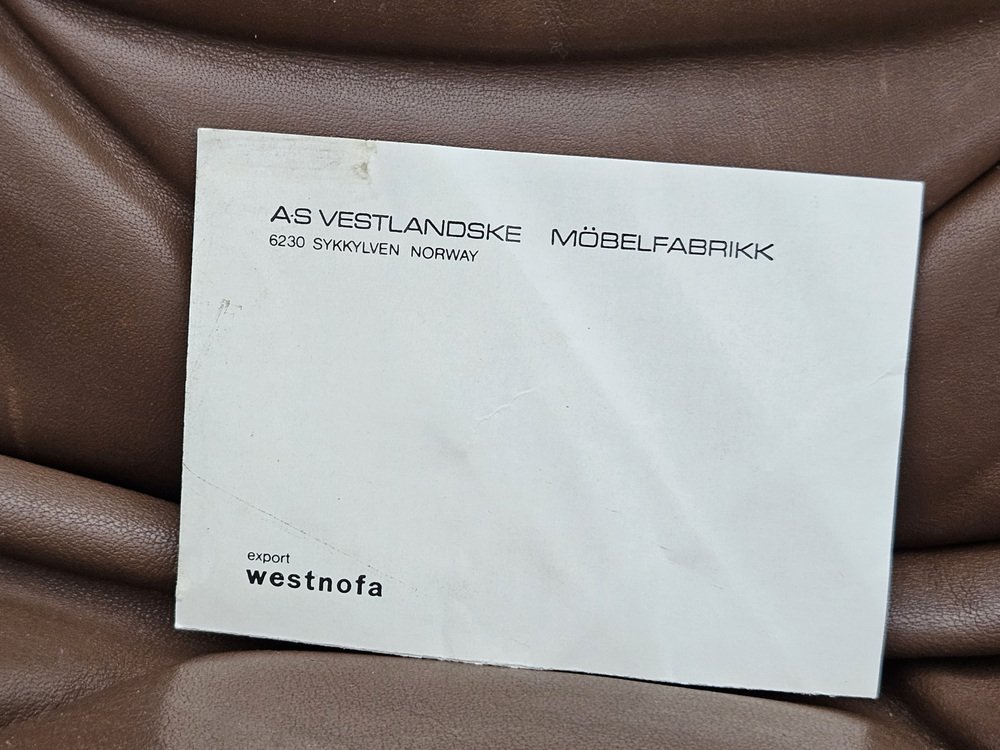 A·S VESTLANDSKE MÖBELFABRIKK
6230 SYKKYLVEN NORWAY
export
westnofa